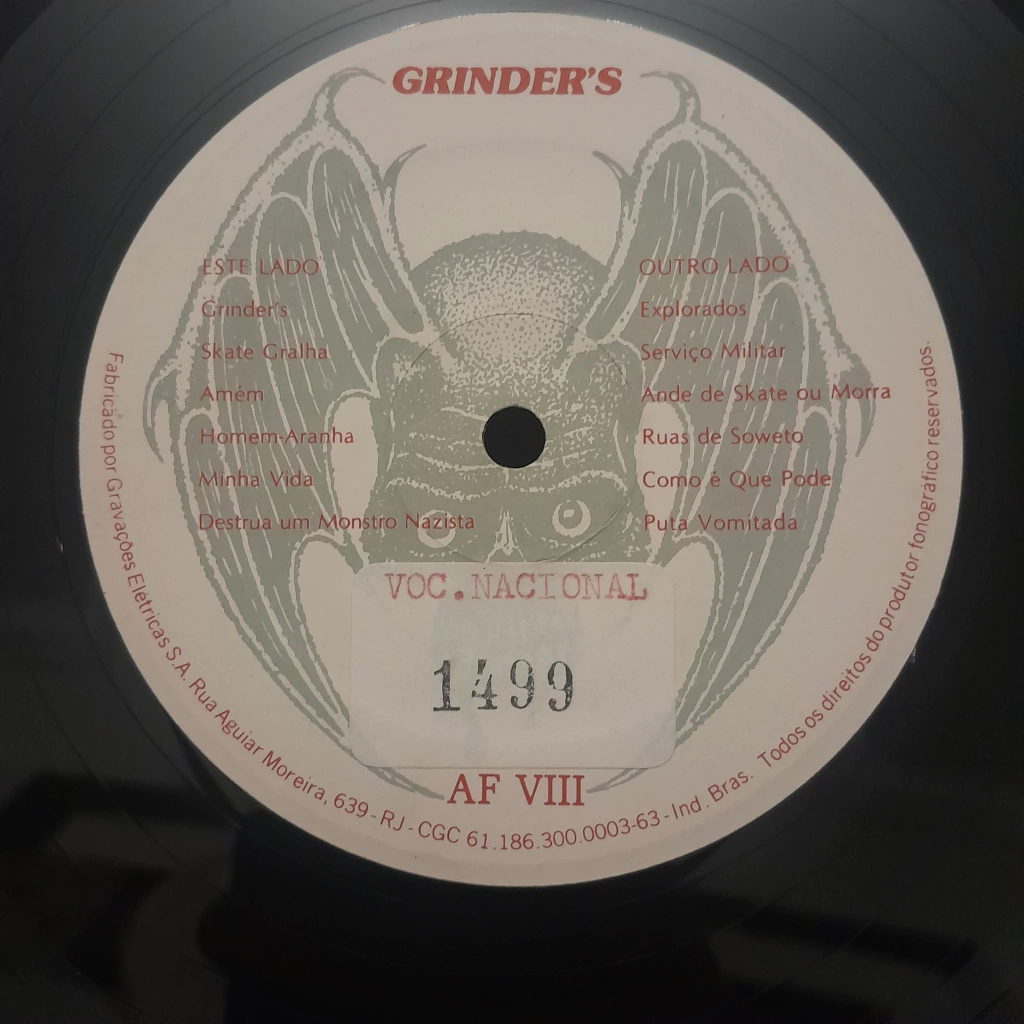 GRINDER'S
ESTE LADO
Grinder's
Skate Gralha
Amém
Homem-Aranha
Minha Vida
Destrua um Monstro Nazista
OUTRO LADO
Explorados
Serviço Militar
Ande de Skate ou Morra
Ruas de Soweto
Como é Que Pode
Puta Vomitada
VOC.NACIONAL
1499
AF VIII
Fabricado por Gravações Elétricas S.A. Rua Aguiar Moreira, 639 - RJ - CGC 61.186.300.0003-63 - Ind. Bras. Todos os direitos do produtor fonográfico reservados.